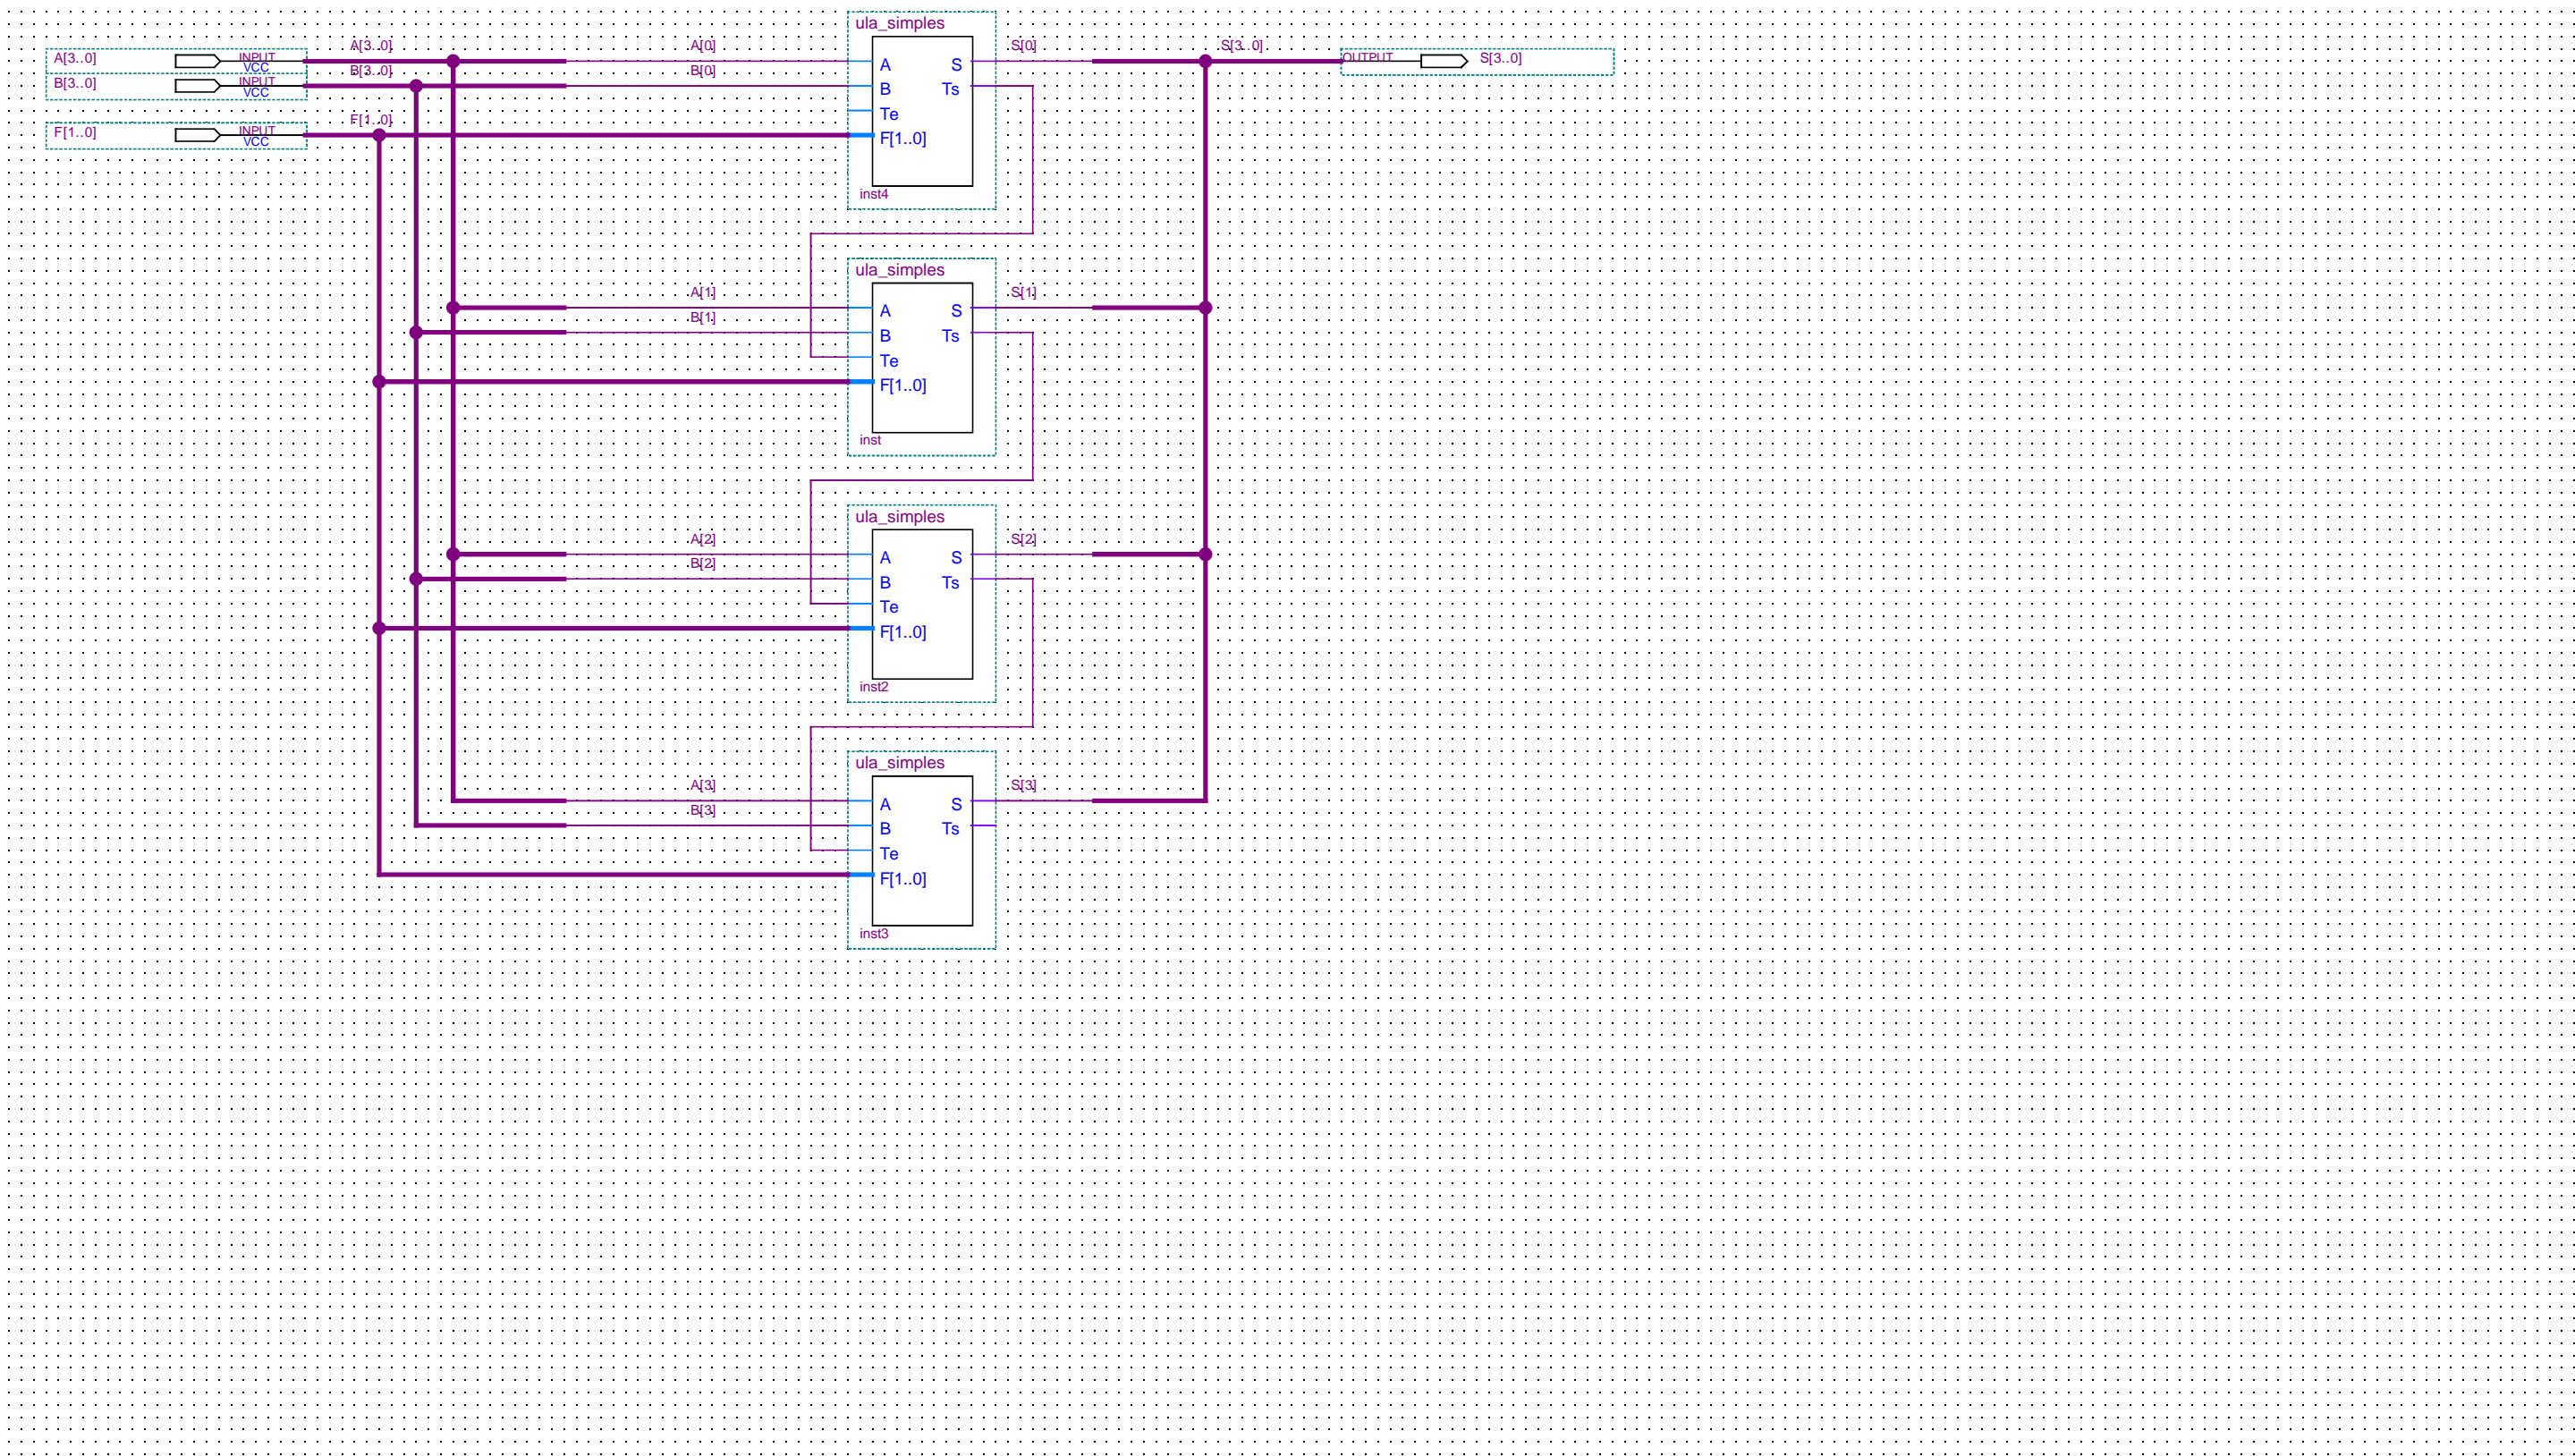 A[3..0]
INPUT
VCC
B[3..0]
INPUT
VCC
F[1..0]
INPUT
VCC
A[3..0]
B[3..0]
F[1..0]
A[0]
B[0]
ula_simples
A
B
Te
F[1..0]
S
Ts
inst4
S[0]
S[3..0]
OUTPUT
S[3..0]
A[1]
B[1]
ula_simples
A
B
Te
F[1..0]
S
Ts
inst
S[1]
A[2]
B[2]
ula_simples
A
B
Te
F[1..0]
S
Ts
inst2
S[2]
A[3]
B[3]
ula_simples
A
B
Te
F[1..0]
S
Ts
inst3
S[3]